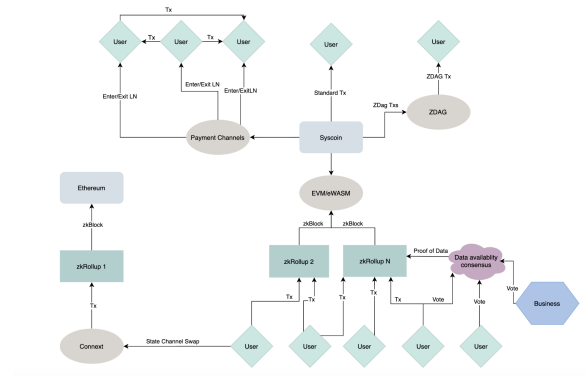 Tx
User
User
User
User
User
Tx
Tx
ZDAG Tx
Enter/Exit LN
Enter/Exit LN
Enter/ExitLN
Standard Tx
ZDag Txs
ZDAG
Payment Channels
Syscoin
Ethereum
EVM/eWASM
zkBlock
zkBlock
zkBlock
zkRollup 1
zkRollup 2
zkRollup N
Proof of Data
Data availablity
consensus
Vote
Business
Tx
Tx
Tx
Tx
Tx
Tx
Vote
Vote
Connext
State Channel Swap
User
User
User
User
User